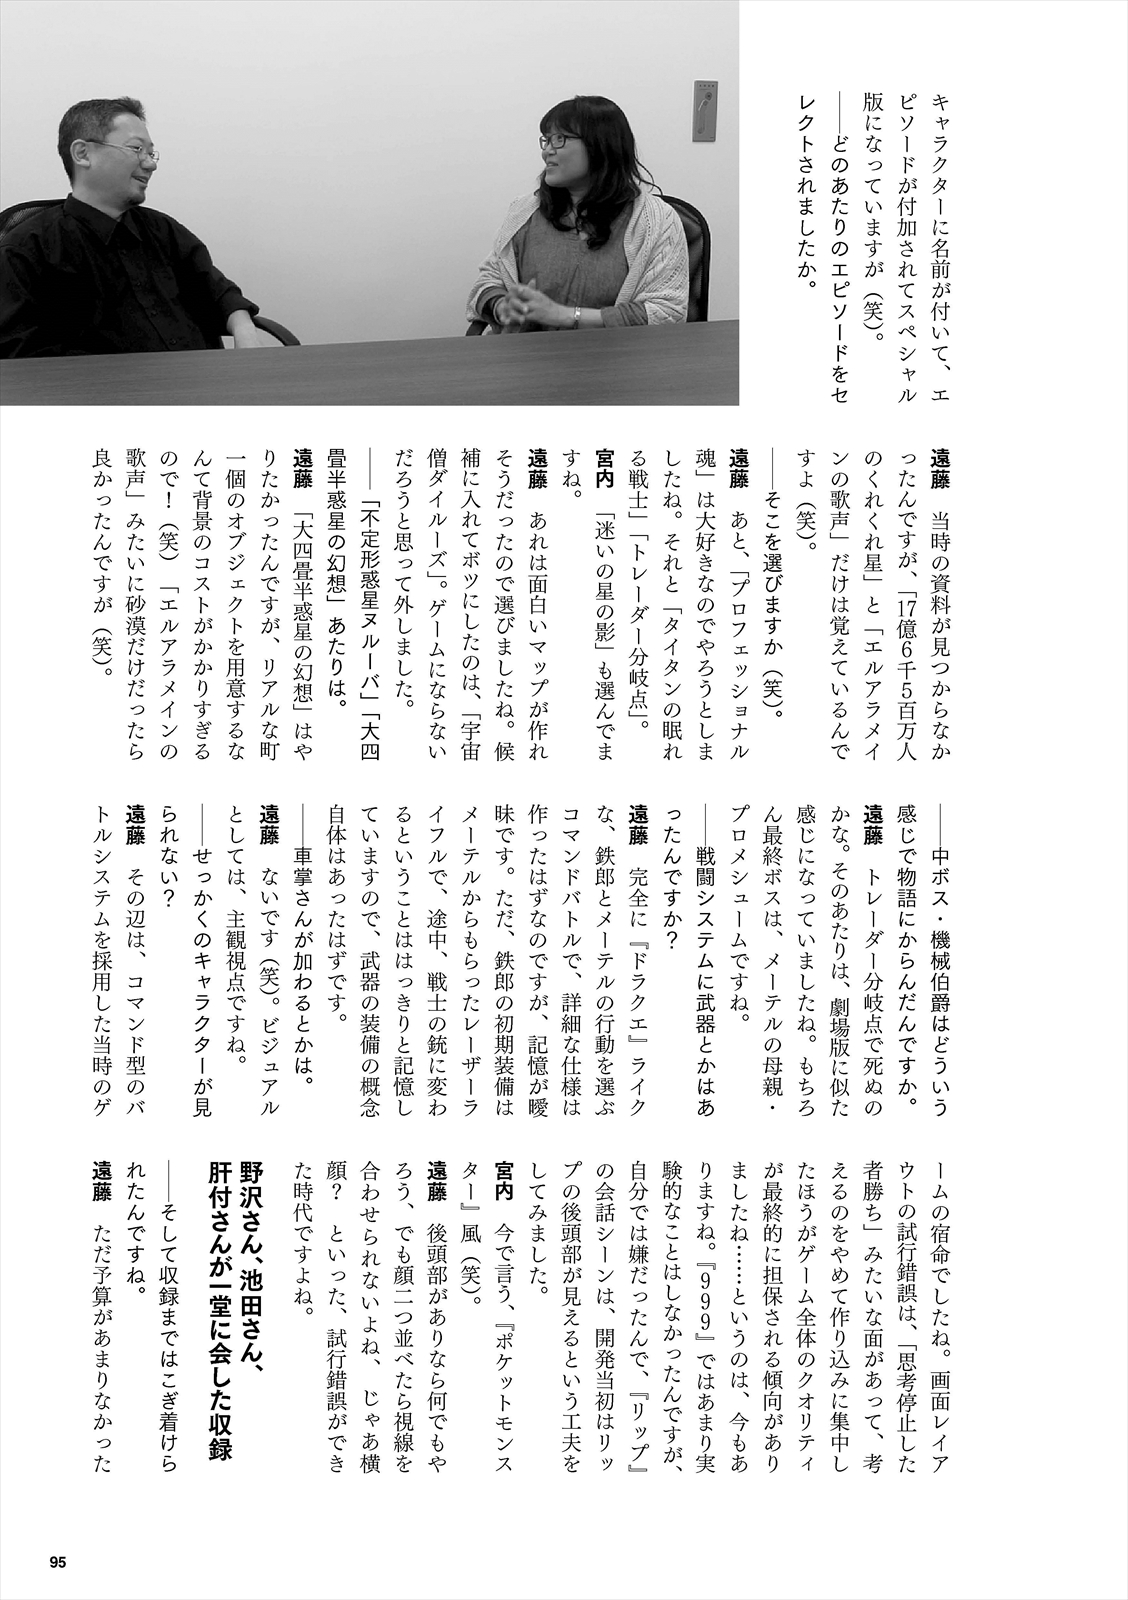 キャラクターに名前が付いて、エ
ピソードが付加されてスペシャル
版になっていますが（笑）。
――どのあたりのエピソードをセ
レクトされましたか。
遠藤　当時の資料が見つからなか
ったんですが、「17億6千5百万人
のくれくれ星」と「エルアラメイ
ンの歌声」だけは覚えているんで
すよ（笑）。
――そこを選びますか（笑）。
遠藤　あと、「プロフェッショナル
魂」は大好きなのでやろうとしま
したね。それと「タイタンの眠れ
る戦士」「トレーダー分岐点」。
宮内　「迷いの星の影」も選んでま
すね。
遠藤　あれは面白いマップが作れ
そうだったので選びましたね。候
補に入れてボツにしたのは、「宇宙
僧ダイルーズ」。ゲームにならない
だろうと思って外しました。
――「不定形惑星ヌルーバ」「大四
畳半惑星の幻想」あたりは。
遠藤　「大四畳半惑星の幻想」はや
りたかったんですが、リアルな町
一個のオブジェクトを用意するな
んて背景のコストがかかりすぎる
ので！（笑）「エルアラメインの
歌声」みたいに砂漠だけだったら
良かったんですが（笑）。
――中ボス・機械伯爵はどういう
感じで物語にからんだんですか。
遠藤　トレーダー分岐点で死ぬの
かな。そのあたりは、劇場版に似た
感じになっていましたね。もちろ
ん最終ボスは、メーテルの母親・
プロメシュームですね。
――戦闘システムに武器とかはあ
ったんですか？
遠藤　完全に『ドラクエ』ライク
な、鉄郎とメーテルの行動を選ぶ
コマンドバトルで、詳細な仕様は
作ったはずなのですが、記憶が曖
昧です。ただ、鉄郎の初期装備は
メーテルからもらったレーザーラ
イフルで、途中、戦士の銃に変わ
るということははっきりと記憶し
ていますので、武器の装備の概念
自体はあったはずです。
――車掌さんが加わるとかは。
遠藤　ないです（笑）。ビジュアル
としては、主観視点ですね。
――せっかくのキャラクターが見
られない？
遠藤　その辺は、コマンド型のバ
トルシステムを採用した当時のゲ
ームの宿命でしたね。画面レイア
ウトの試行錯誤は、「思考停止した
者勝ち」みたいな面があって、考
えるのをやめて作り込みに集中し
たほうがゲーム全体のクオリティ
が最終的に担保される傾向があり
ましたね……というのは、今もあ
りますね。『999』ではあまり実
験的なことはしなかったんですが、
自分では嫌だったんで、『リップ』
の会話シーンは、開発当初はリッ
プの後頭部が見えるという工夫を
してみました。
宮内　今で言う、『ポケットモンス
ター』風（笑）。
遠藤　後頭部がありなら何でもや
ろう、でも顔二つ並べたら視線を
合わせられないよね、じゃあ横
顔？　といった、試行錯誤ができ
た時代ですよね。
野沢さん、池田さん、
肝付さんが一堂に会した収録
――そして収録まではこぎ着けら
れたんですね。
遠藤　ただ予算があまりなかった
95